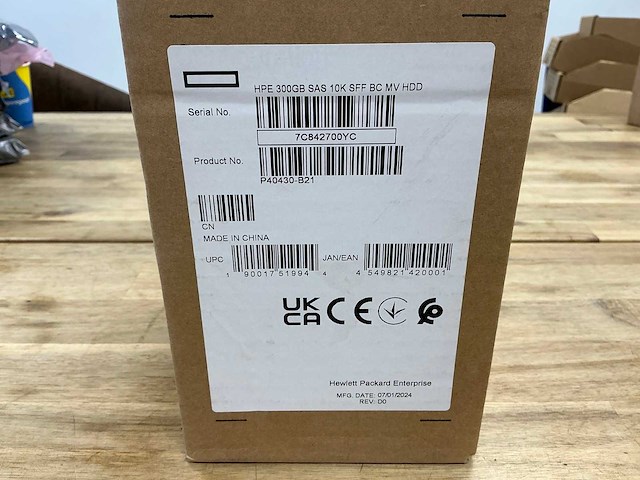 HPE 300GB SAS 10K SFF BC MV HDD
Serial No.
7C842700YC
Product No.
P40430-B21
CN
MADE IN CHINA
UPC 1 90017 51994 4 JAN/EAN 4 549821 420001
UK CA CE
Hewlett Packard Enterprise
MFG. DATE: 07/01/2024
REV: D0